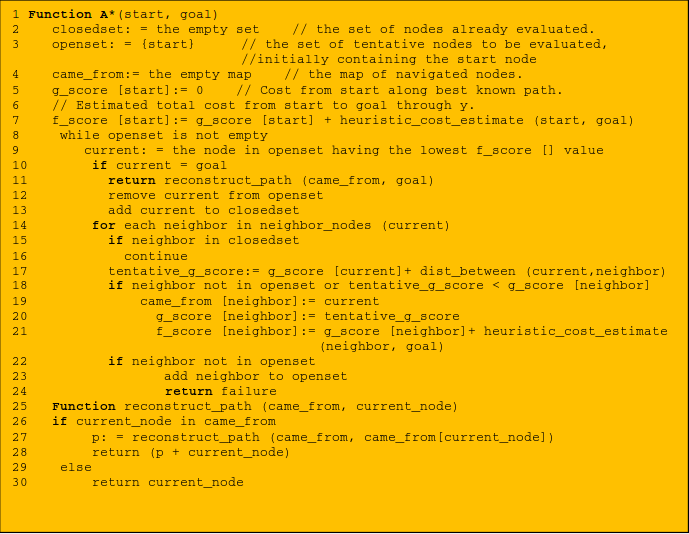 1 Function A*(start, goal)
2 closedset: = the empty set // the set of nodes already evaluated.
3 openset: = {start} // the set of tentative nodes to be evaluated,
//initially containing the start node
4 came_from:= the empty map // the map of navigated nodes.
5 g_score [start]:= 0 // Cost from start along best known path.
6 // Estimated total cost from start to goal through y.
7 f_score [start]:= g_score [start] + heuristic_cost_estimate (start, goal)
8 while openset is not empty
9 current: = the node in openset having the lowest f_score [] value
10 if current = goal
11 return reconstruct_path (came_from, goal)
12 remove current from openset
13 add current to closedset
14 for each neighbor in neighbor_nodes (current)
15 if neighbor in closedset
16 continue
17 tentative_g_score:= g_score [current]+ dist_between (current,neighbor)
18 if neighbor not in openset or tentative_g_score < g_score [neighbor]
19 came_from [neighbor]:= current
20 g_score [neighbor]:= tentative_g_score
21 f_score [neighbor]:= g_score [neighbor]+ heuristic_cost_estimate
(neighbor, goal)
22 if neighbor not in openset
23 add neighbor to openset
24 return failure
25 Function reconstruct_path (came_from, current_node)
26 if current_node in came_from
27 p: = reconstruct_path (came_from, came_from[current_node])
28 return (p + current_node)
29 else
30 return current_node